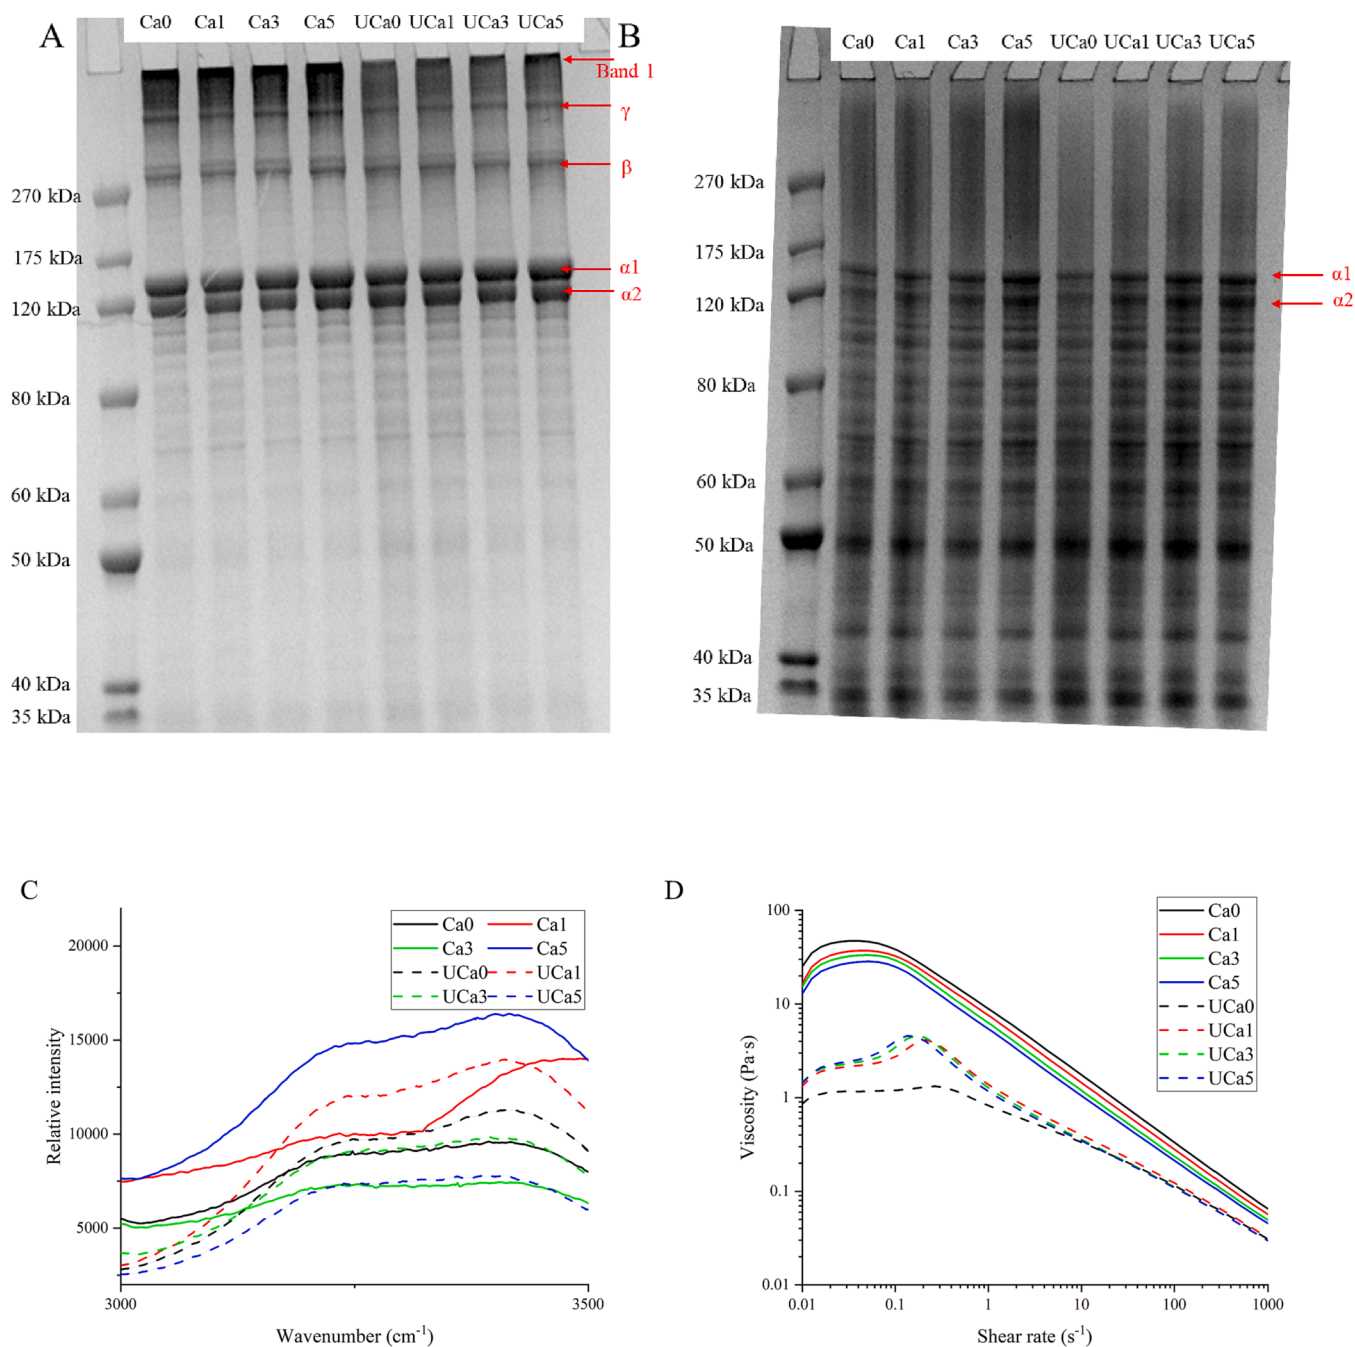 A
Ca0 Ca1 Ca3 Ca5 UCa0 UCa1 UCa3 UCa5
Band 1
γ
β
270 kDa
175 kDa
α1
α2
120 kDa
80 kDa
60 kDa
50 kDa
40 kDa
35 kDa
B
Ca0 Ca1 Ca3 Ca5 UCa0 UCa1 UCa3 UCa5
270 kDa
175 kDa
α1
120 kDa
α2
80 kDa
60 kDa
50 kDa
40 kDa
35 kDa
C
Ca0 Ca1
Ca3 Ca5
UCa0 UCa1
UCa3 UCa5
20000
15000
10000
5000
Relative intensity
3000 3500
Wavenumber (cm⁻¹)
D
Ca0
Ca1
Ca3
Ca5
UCa0
UCa1
UCa3
UCa5
100
10
1
0.1
0.01
Viscosity (Pa·s)
0.01 0.1 1 10 100 1000
Shear rate (s⁻¹)